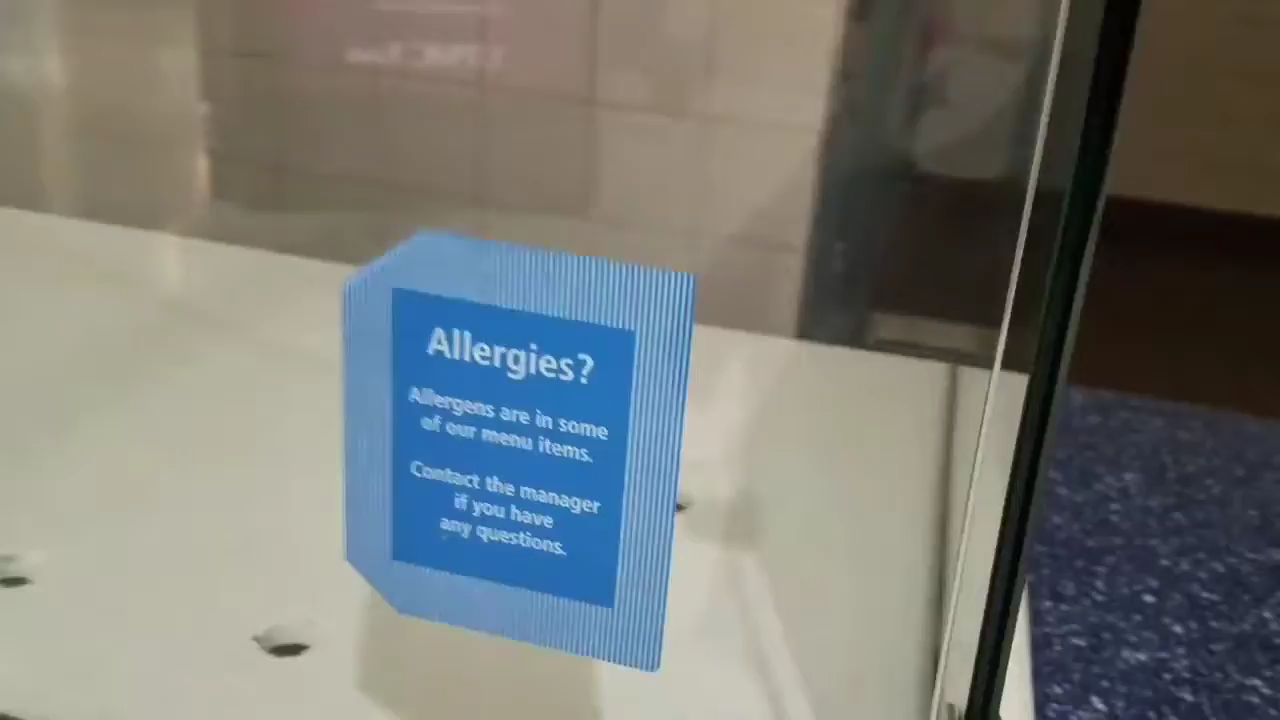 Allergies?
Allergens are in some
of our menu items.
Contact the manager
if you have
any questions.